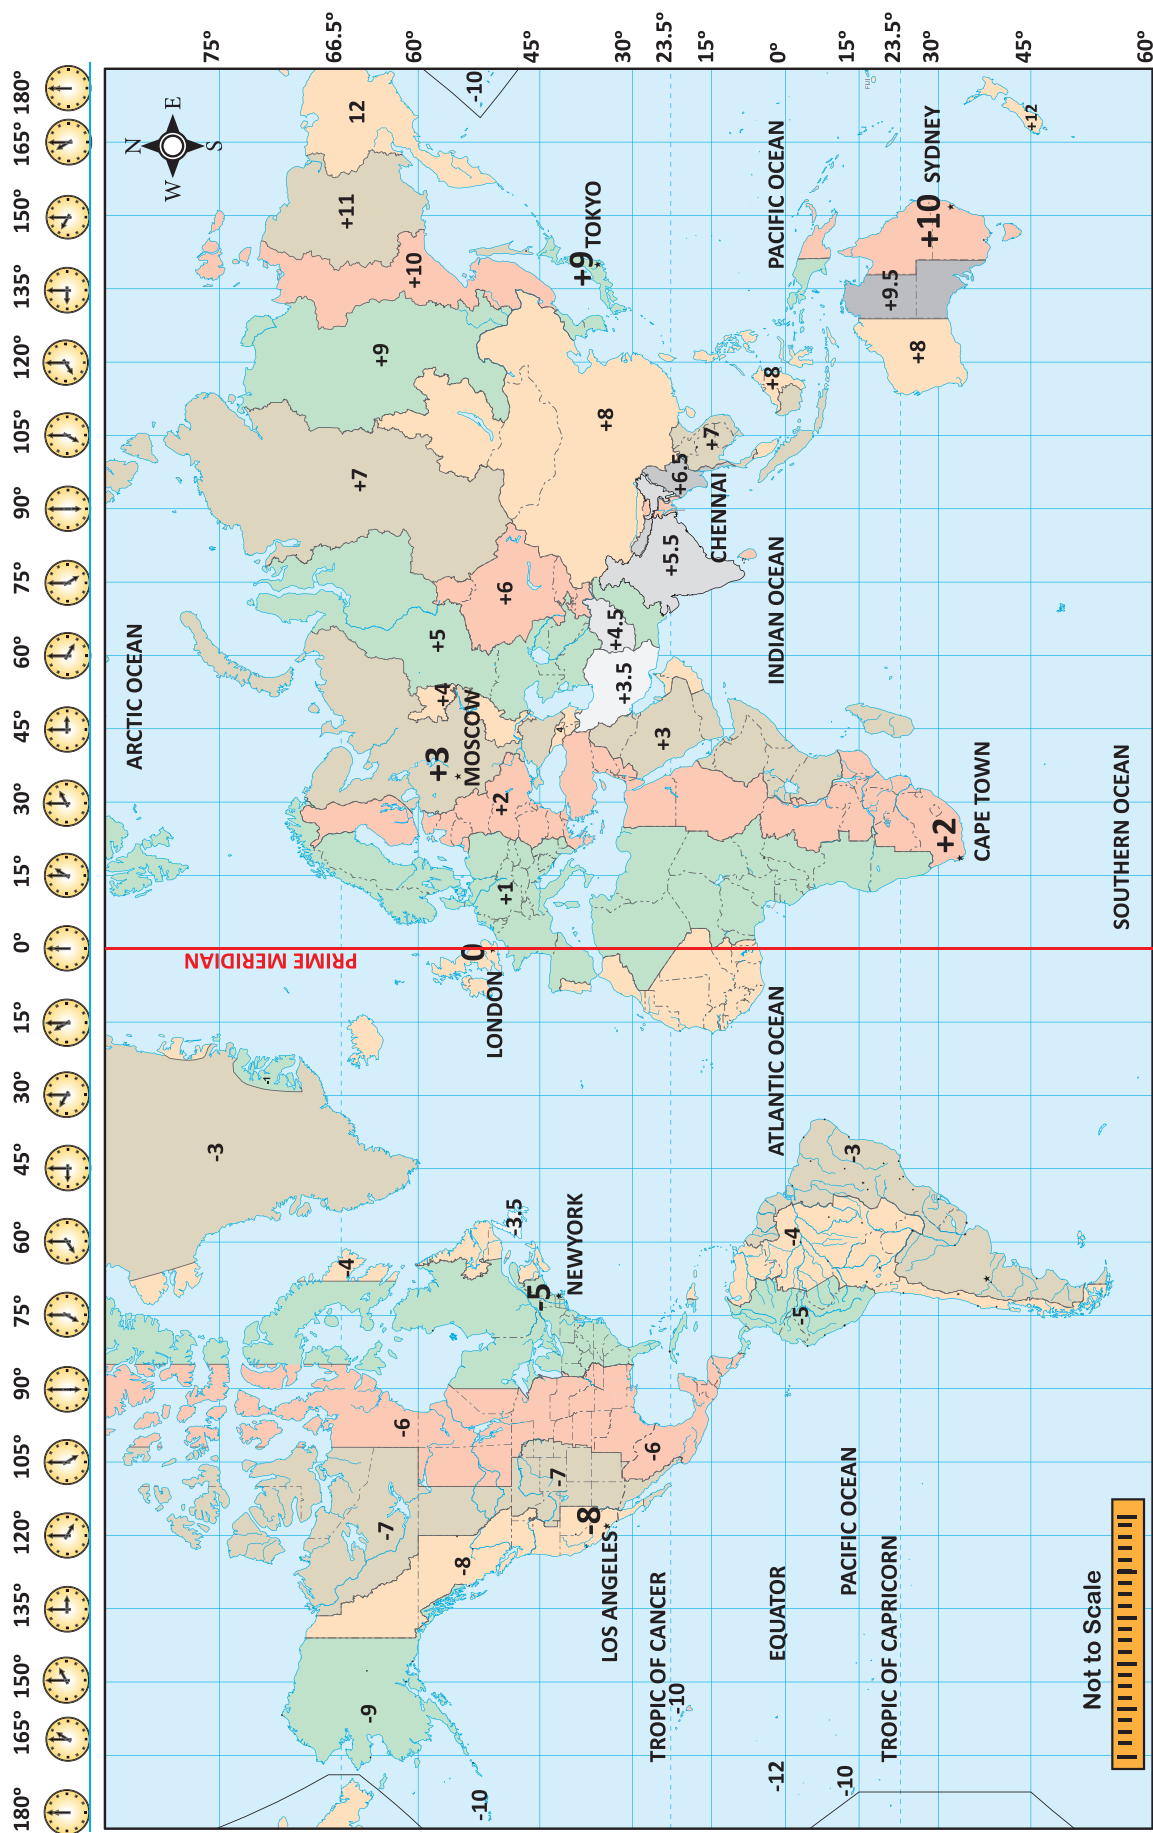 180° 165° 150° 135° 120° 105° 90° 75° 60° 45° 30° 15° 0° 15° 30° 45° 60° 75° 90° 105° 120° 135° 150° 165° 180°
75°
66.5°
60°
45°
30°
23.5°
15°
0°
15°
23.5°
30°
45°
60°
N
E
S
W
ARCTIC OCEAN
PRIME MERIDIAN
-3
-1
-4
-9
-7
-6
-8
-10
-3.5
-5
NEWYORK
-7
-6
-8
LOS ANGELES
TROPIC OF CANCER
-10
EQUATOR
-12
PACIFIC OCEAN
-10
TROPIC OF CAPRICORN
ATLANTIC OCEAN
-5
-4
-3
0
LONDON
+1
+2
+3
MOSCOW
+4
4
+5
+6
+7
+9
+10
+11
12
-10
+3
+3.5
+4.5
+5.5
CHENNAI
+6.5
+7
+8
+8
+9
TOKYO
PACIFIC OCEAN
INDIAN OCEAN
+8
+9.5
+10
SYDNEY
+12
Fiji
+2
CAPE TOWN
SOUTHERN OCEAN
Not to Scale